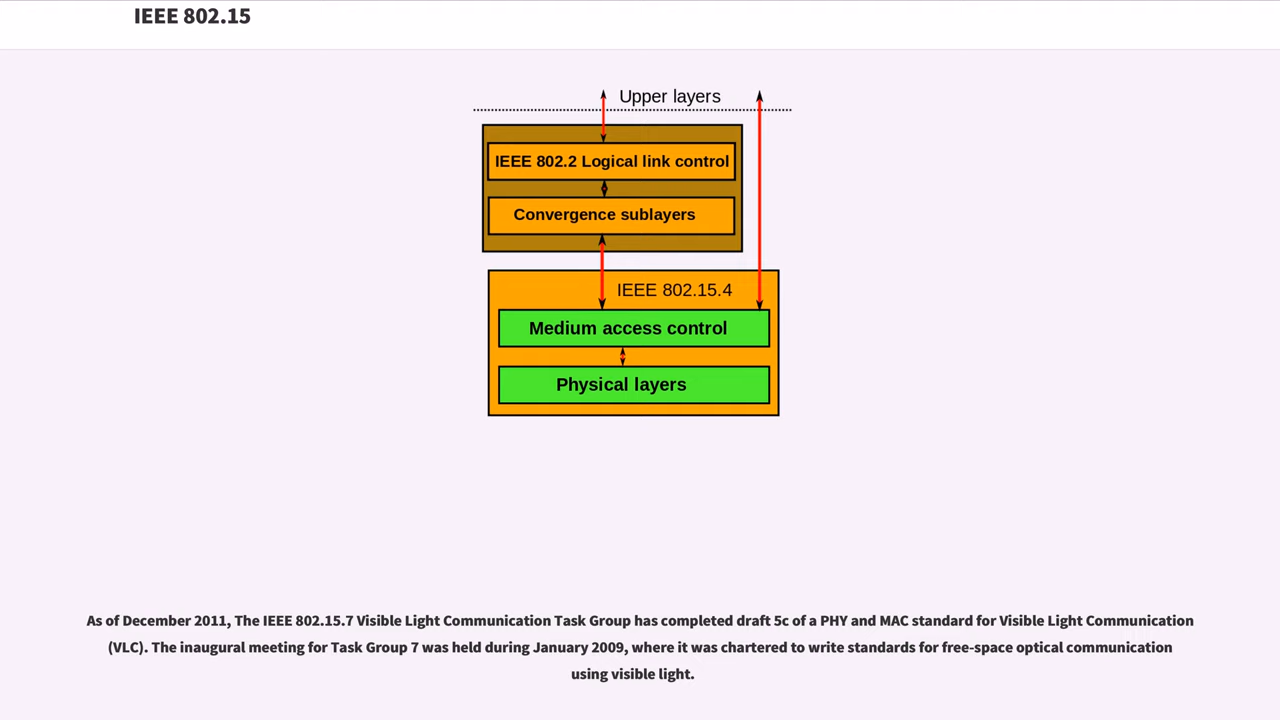 IEEE 802.15
Upper layers
IEEE 802.2 Logical link control
Convergence sublayers
IEEE 802.15.4
Medium access control
Physical layers
As of December 2011, The IEEE 802.15.7 Visible Light Communication Task Group has completed draft 5c of a PHY and MAC standard for Visible Light Communication
(VLC). The inaugural meeting for Task Group 7 was held during January 2009, where it was chartered to write standards for free-space optical communication
using visible light.